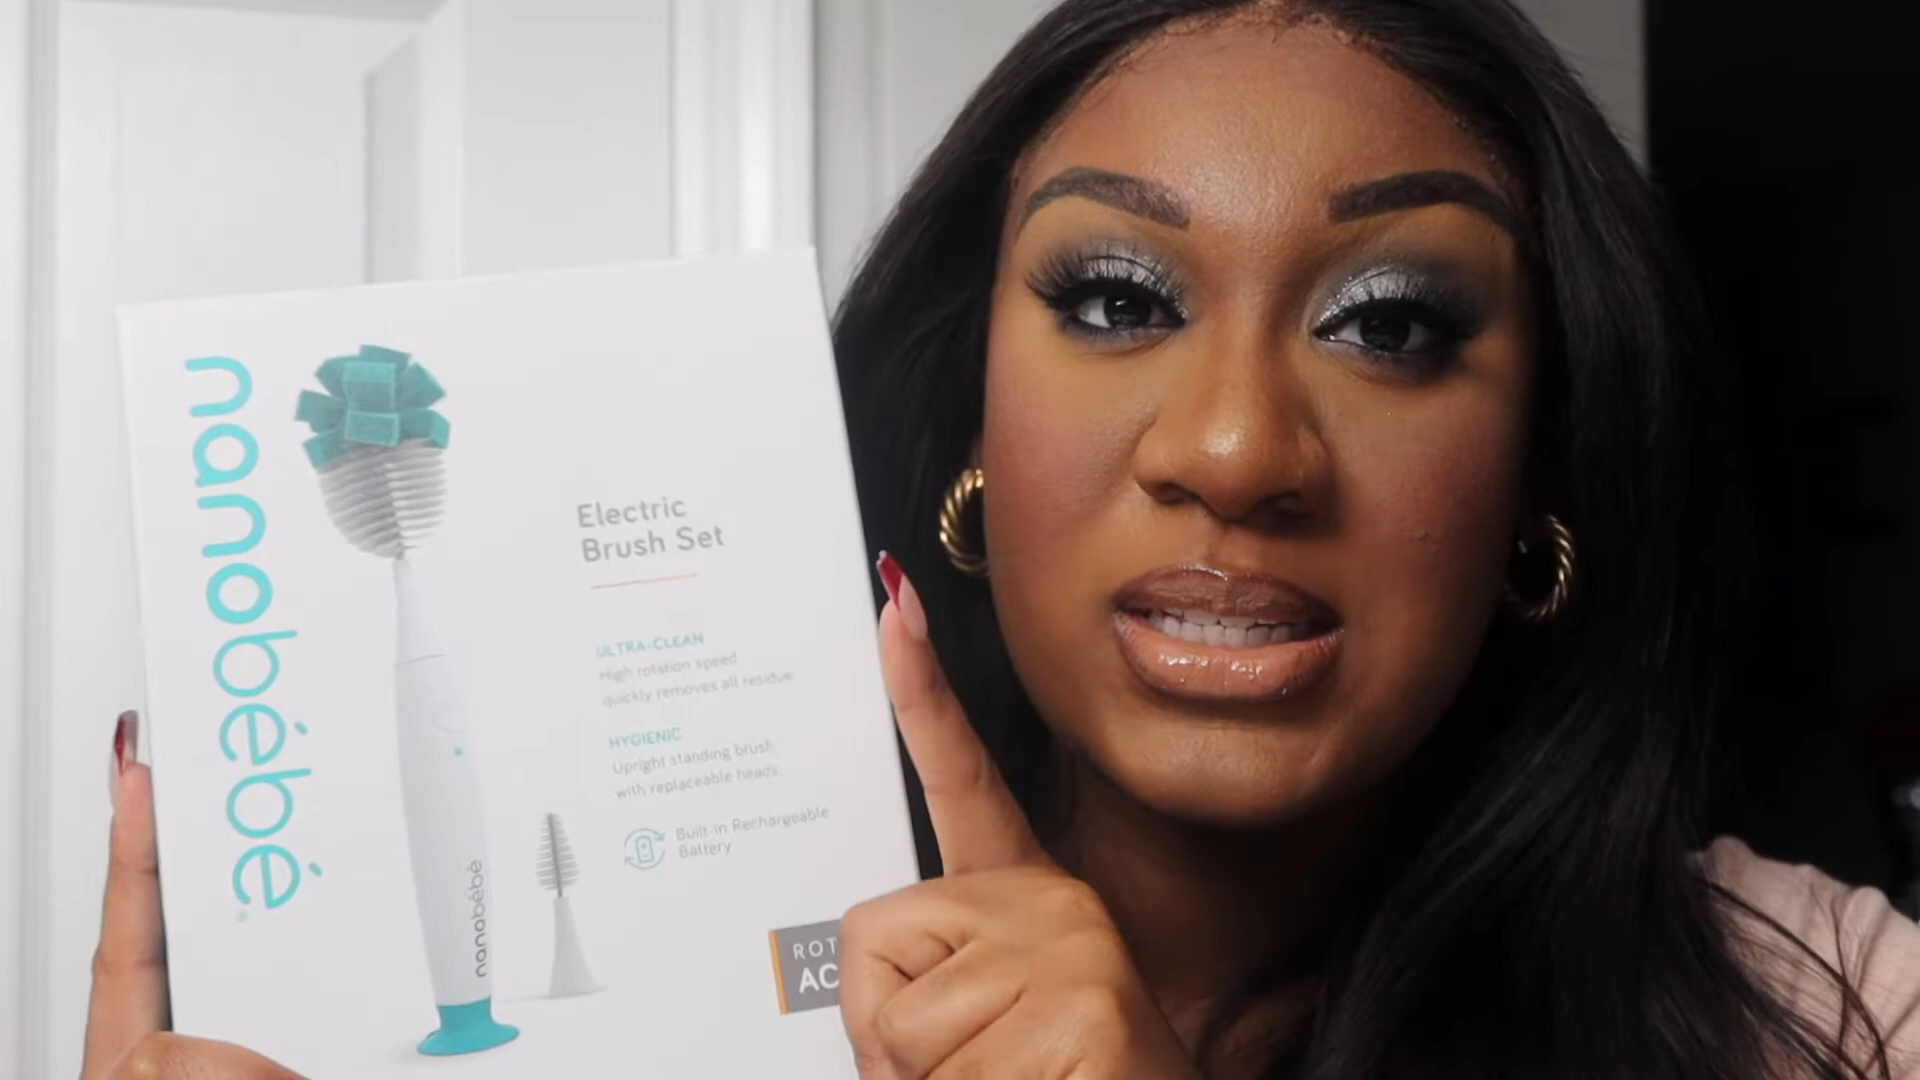 nanobébé®
Electric
Brush Set
ULTRA-CLEAN
High rotation speed
quickly removes all residue
HYGIENIC
Upright standing brush
with replaceable heads
Built-in Rechargeable
Battery
nanobébé
ROT
AC